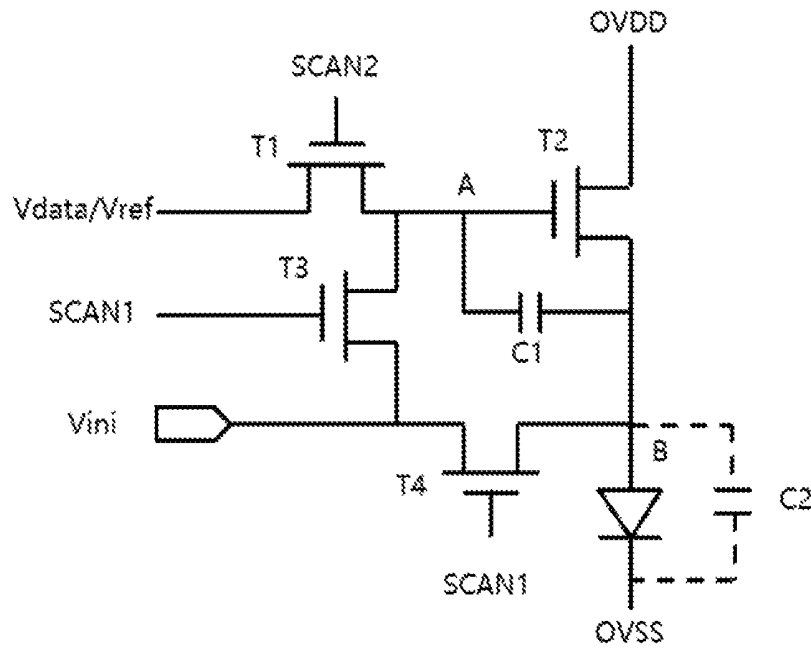 OVDD
SCAN2
T1
T2
A
Vdata/Vref
T3
SCAN1
C1
Vini
B
T4
C2
SCAN1
OVSS